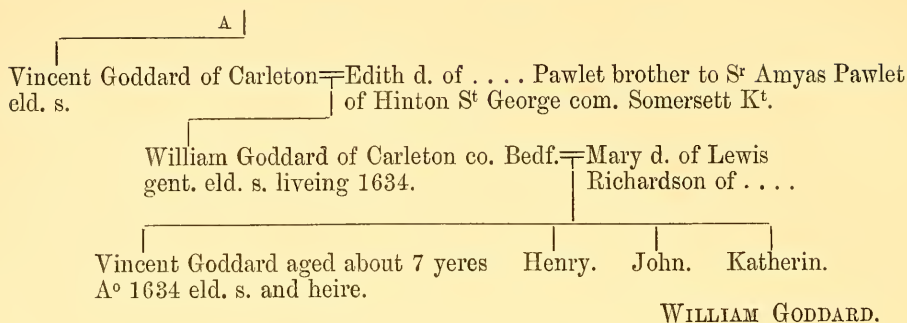 A
Vincent Goddard of Carleton=Edith d. of . . . . Pawlet brother to Sʳ Amyas Pawlet
eld. s. of Hinton Sᵗ George com. Somersett Kᵗ.
William Goddard of Carleton co. Bedf.=Mary d. of Lewis
gent. eld. s. liveing 1634. Richardson of . . . .
Vincent Goddard aged about 7 yeres Henry. John. Katherin.
Aᵒ 1634 eld. s. and heire.
WILLIAM GODDARD.